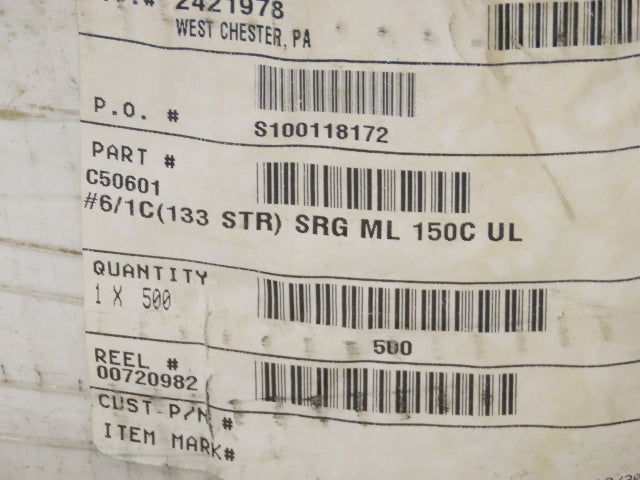 2421978
WEST CHESTER, PA
P.O. #
S100118172
PART #
C50601
#6/1C(133 STR) SRG ML 150C UL
QUANTITY
1 X 500
500
REEL #
00720982
CUST P/N #
ITEM MARK#